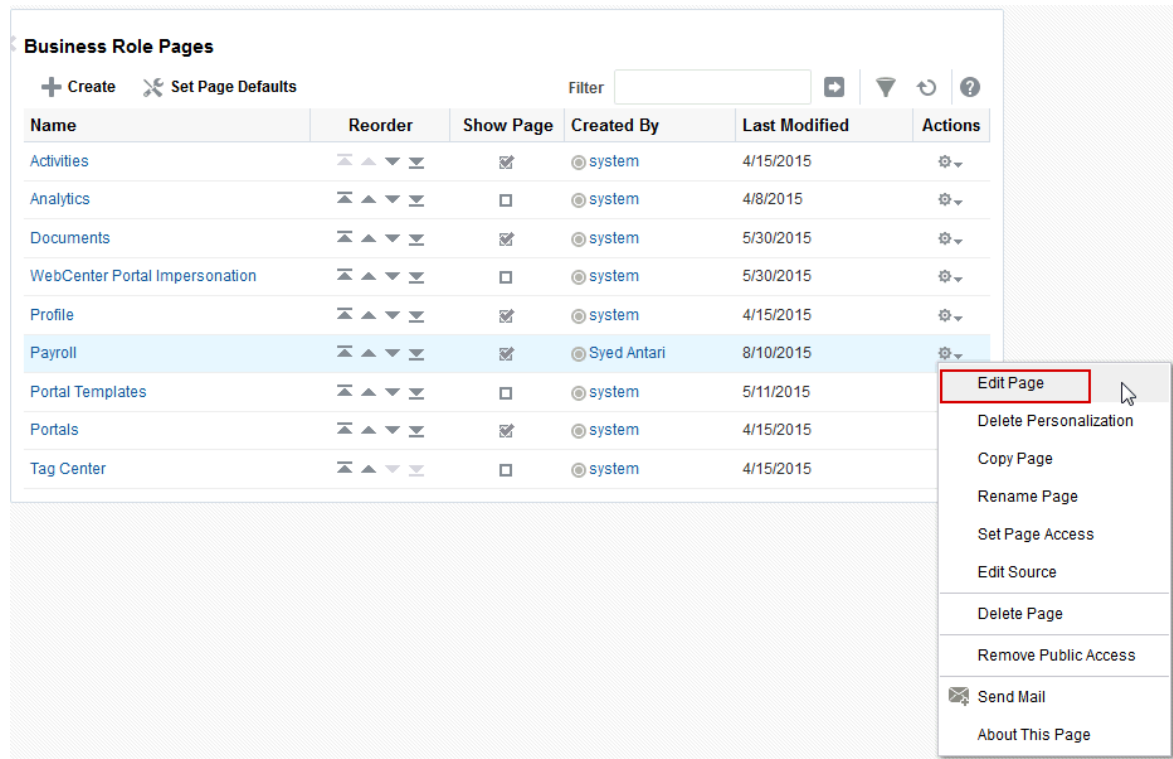 Business Role Pages
Create Set Page Defaults Filter
Name Reorder Show Page Created By Last Modified Actions
Activities system 4/15/2015
Analytics system 4/8/2015
Documents system 5/30/2015
WebCenter Portal Impersonation system 5/30/2015
Profile system 4/15/2015
Payroll Syed Antari 8/10/2015
Portal Templates system 5/11/2015
Portals system 4/15/2015
Tag Center system 4/15/2015
Edit Page
Delete Personalization
Copy Page
Rename Page
Set Page Access
Edit Source
Delete Page
Remove Public Access
Send Mail
About This Page